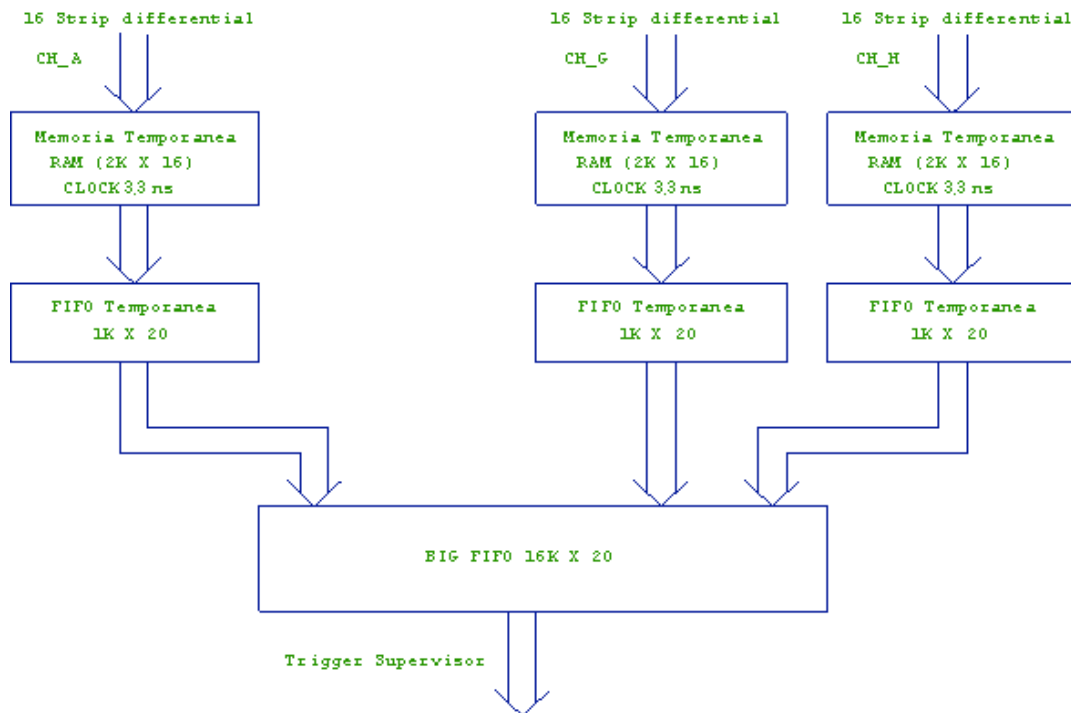 16 Strip differential
16 Strip differential
16 Strip differential
CH_A
CH_G
CH_H
Memoria Temporanea
RAM (2K X 16)
CLOCK 3,3 ns
Memoria Temporanea
RAM (2K X 16)
CLOCK 3,3 ns
Memoria Temporanea
RAM (2K X 16)
CLOCK 3,3 ns
FIFO Temporanea
1K X 20
FIFO Temporanea
1K X 20
FIFO Temporanea
1K X 20
BIG FIFO 16K X 20
Trigger Supervisor